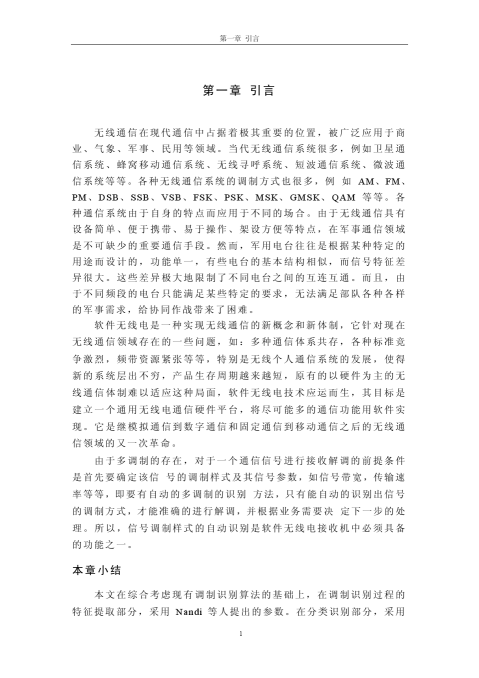 第一章 引言
第一章 引言
无线通信在现代通信中占据着极其重要的位置，被广泛应用于商
业、气象、军事、民用等领域。当代无线通信系统很多，例如卫星通
信系统、蜂窝移动通信系统、无线寻呼系统、短波通信系统、微波通
信系统等等。各种无线通信系统的调制方式也很多，例 如 AM、FM、
PM、DSB、SSB、VSB、FSK、PSK、MSK、GMSK、QAM 等等。各
种通信系统由于自身的特点而应用于不同的场合。由于无线通信具有
设备简单、便于携带、易于操作、架设方便等特点，在军事通信领域
是不可缺少的重要通信手段。然而，军用电台往往是根据某种特定的
用途而设计的，功能单一，有些电台的基本结构相似，而信号特征差
异很大。这些差异极大地限制了不同电台之间的互连互通。而且，由
于不同频段的电台只能满足某些特定的要求，无法满足部队各种各样
的军事需求，给协同作战带来了困难。
软件无线电是一种实现无线通信的新概念和新体制，它针对现在
无线通信领域存在的一些问题，如：多种通信体系共存，各种标准竞
争激烈，频带资源紧张等等，特别是无线个人通信系统的发展，使得
新的系统层出不穷，产品生存周期越来越短，原有的以硬件为主的无
线通信体制难以适应这种局面，软件无线电技术应运而生，其目标是
建立一个通用无线电通信硬件平台，将尽可能多的通信功能用软件实
现。它是继模拟通信到数字通信和固定通信到移动通信之后的无线通
信领域的又一次革命。
由于多调制的存在，对于一个通信信号进行接收解调的前提条件
是首先要确定该信 号的调制样式及其信号参数，如信号带宽，传输速
率等等，即要有自动的多调制的识别 方法，只有能自动的识别出信号
的调制方式，才能准确的进行解调，并根据业务需要决 定下一步的处
理。所以，信号调制样式的自动识别是软件无线电接收机中必须具备
的功能之一。
本章小结
本文在综合考虑现有调制识别算法的基础上，在调制识别过程的
特征提取部分，采用 Nandi 等人提出的参数。在分类识别部分，采用
1